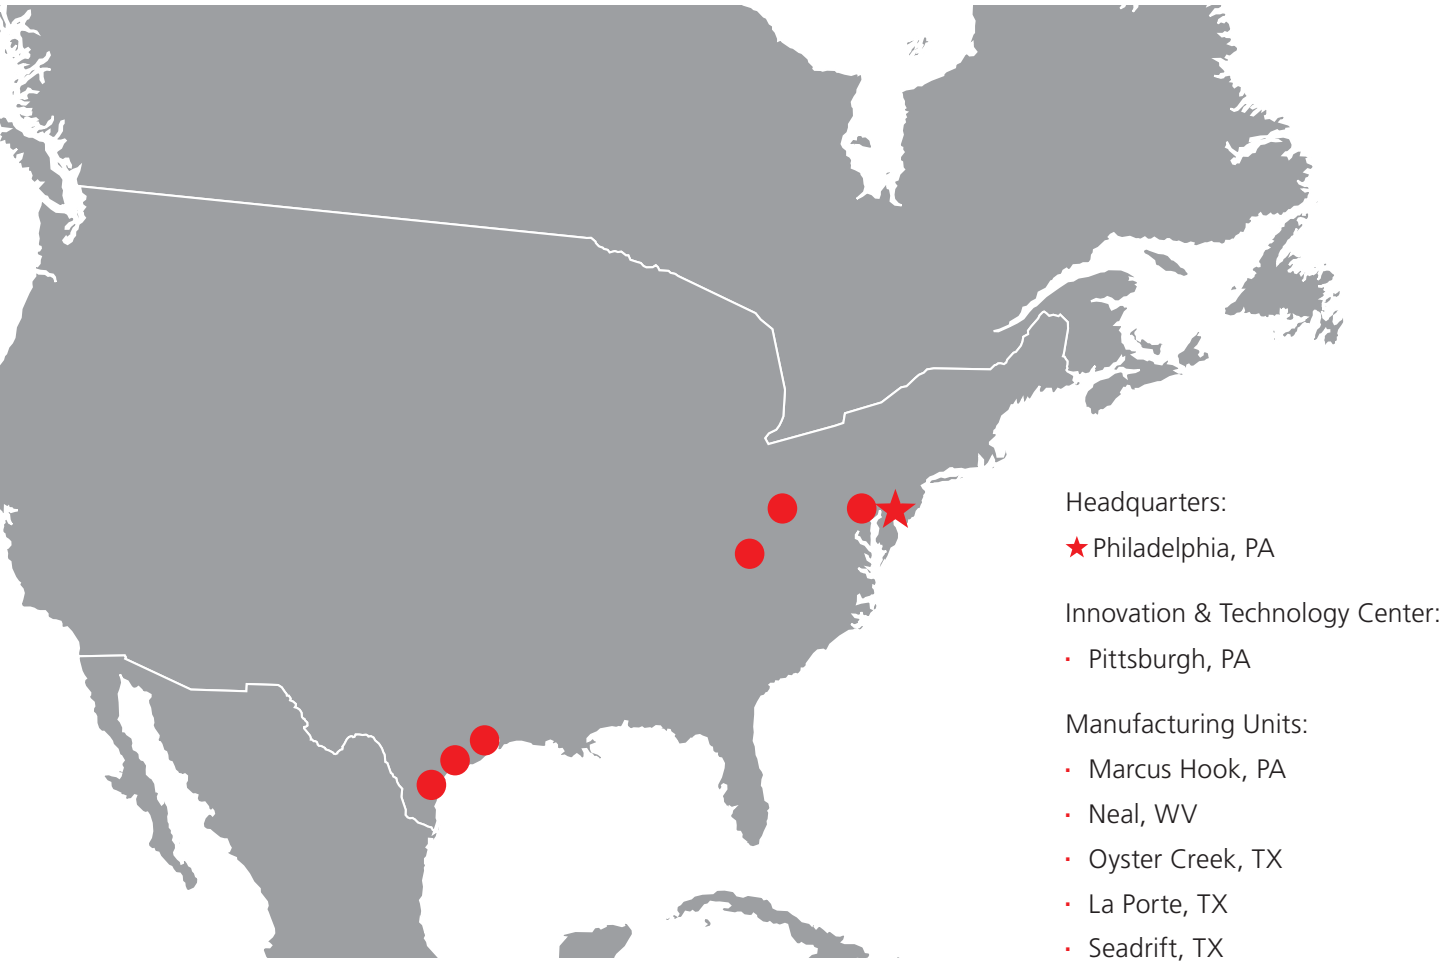 Headquarters:
Philadelphia, PA
Innovation & Technology Center:
· Pittsburgh, PA
Manufacturing Units:
· Marcus Hook, PA
· Neal, WV
· Oyster Creek, TX
· La Porte, TX
· Seadrift, TX